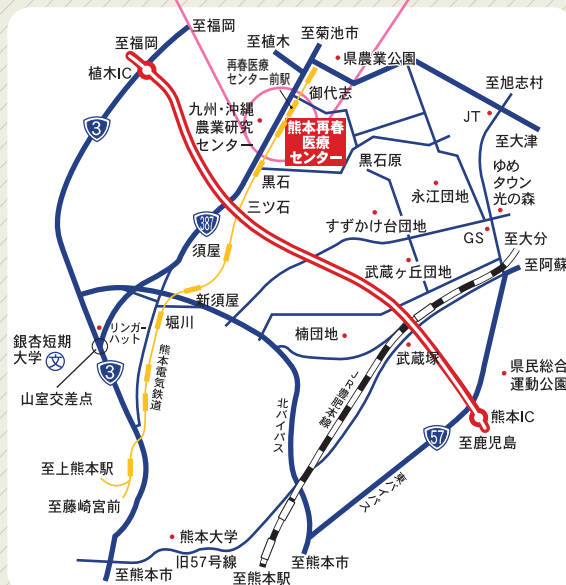 至福岡
至福岡
植木IC
3
至菊池市
至植木
再春医療
センター前駅
県農業公園
御代志
至旭志村
九州・沖縄
農業研究
センター
熊本再春
医療
センター
JT
至大津
黒石原
黒石
ゆめ
タウン
光の森
永江団地
三ツ石
387
すずかけ台団地
GS
須屋
至大分
武蔵ヶ丘団地
至阿蘇
新須屋
堀川
リンガー
ハット
銀杏短期
大学
文
楠団地
武蔵塚
3
熊本電気鉄道
JR豊肥本線
県民総合
運動公園
山室交差点
北バイパス
熊本IC
57
至鹿児島
至上熊本駅
東バイパス
至藤崎宮前
熊本大学
旧57号線
至熊本市
至熊本市
至熊本駅